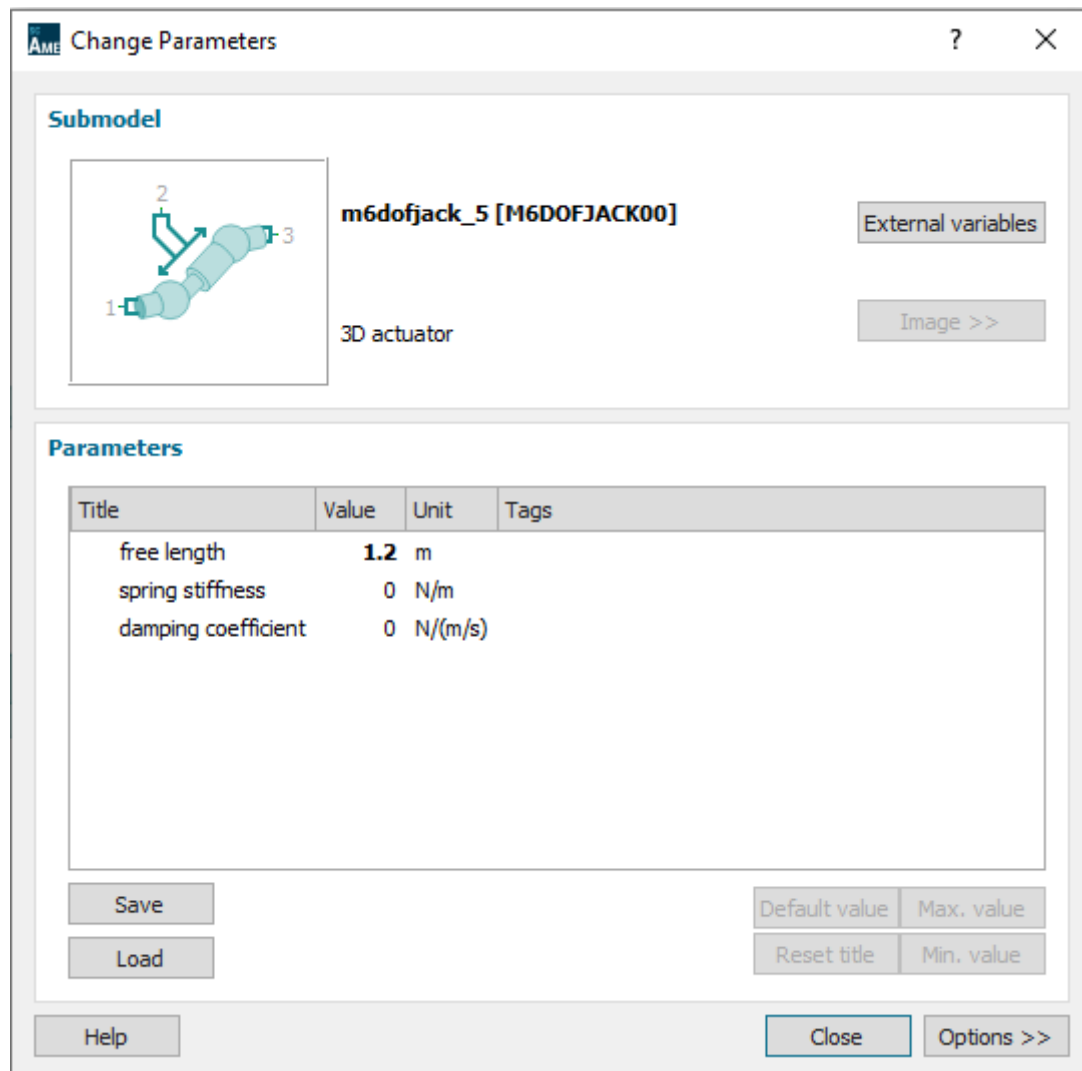 SC
AME Change Parameters ?
Submodel
2
3
1
m6dofjack_5 [M6DOFJACK00]
External variables
3D actuator
Image >>
Parameters
Title Value Unit Tags
free length 1.2 m
spring stiffness 0 N/m
damping coefficient 0 N/(m/s)
Save
Default value Max. value
Load
Reset title Min. value
Help Close Options >>